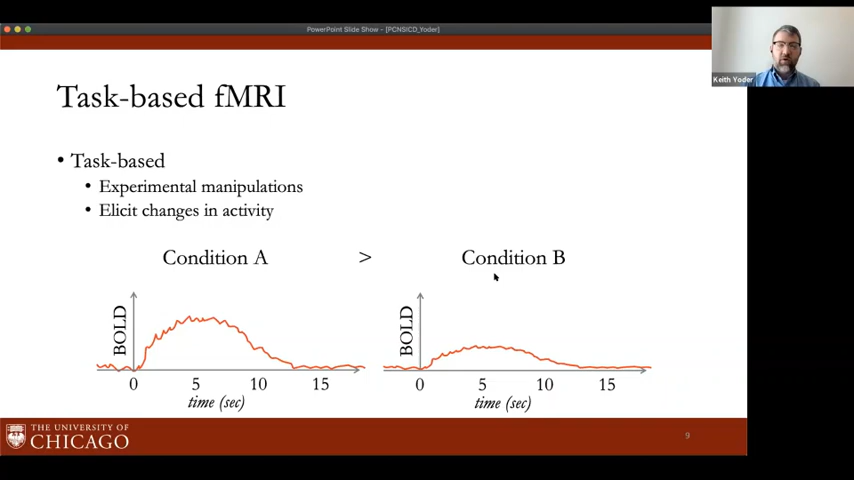 PowerPoint Slide Show - [PCNSICD_Yoder]
Keith Yoder
Task-based fMRI
• Task-based
• Experimental manipulations
• Elicit changes in activity
Condition A > Condition B
BOLD
0 5 10 15
time (sec)
BOLD
0 5 10 15
time (sec)
THE UNIVERSITY OF
CHICAGO
9